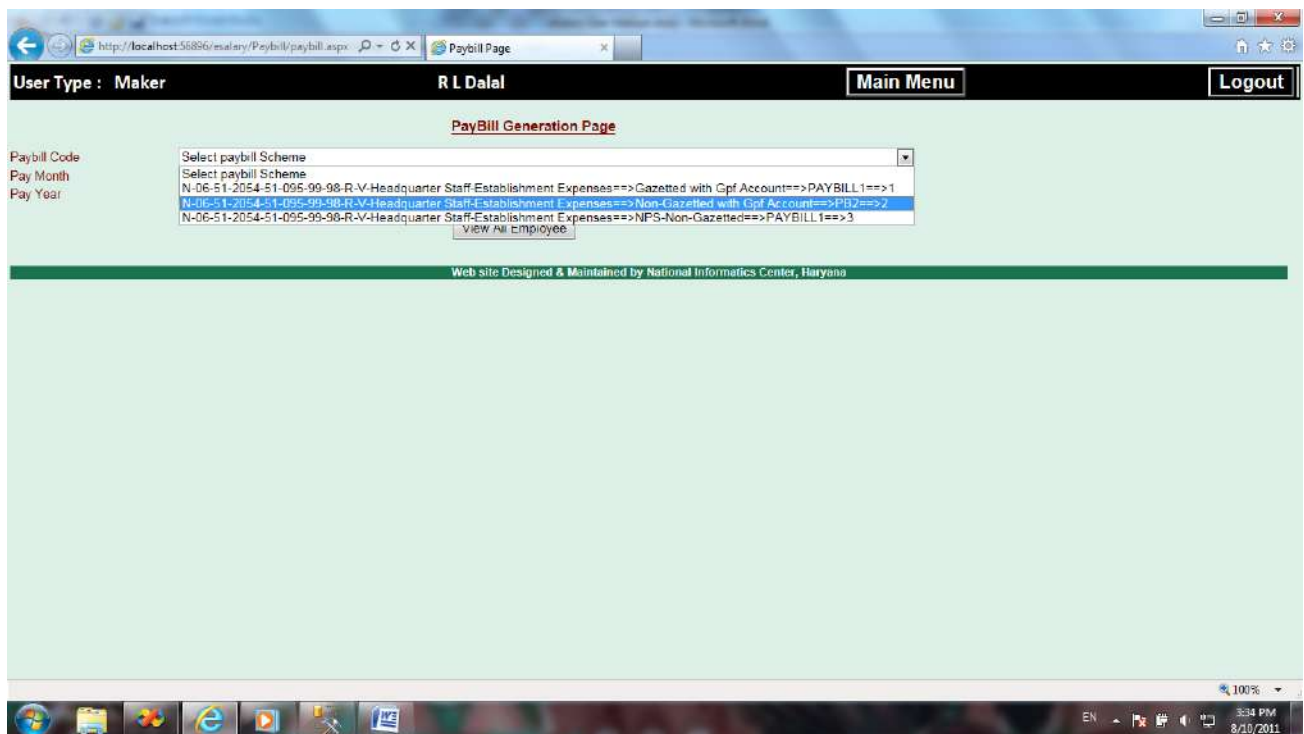 http://localhost:56896/esalary/Paybill/paybill.aspx
Paybill Page
User Type : Maker R L Dalal Main Menu Logout
PayBill Generation Page
Paybill Code Select paybill Scheme
Pay Month Select paybill Scheme
Pay Year N-06-51-2054-51-095-99-98-R-V-Headquarter Staff-Establishment Expenses==>Gazetted with Gpf Account==>PAYBILL1==>1
N-06-51-2054-51-095-99-98-R-V-Headquarter Staff-Establishment Expenses==>Non-Gazetted with Gpf Account==>PB2==>2
N-06-51-2054-51-095-99-98-R-V-Headquarter Staff-Establishment Expenses==>NPS-Non-Gazetted==>PAYBILL1==>3
View All Employee
Web site Designed & Maintained by National Informatics Center, Haryana
100%
EN 3:34 PM
8/10/2011